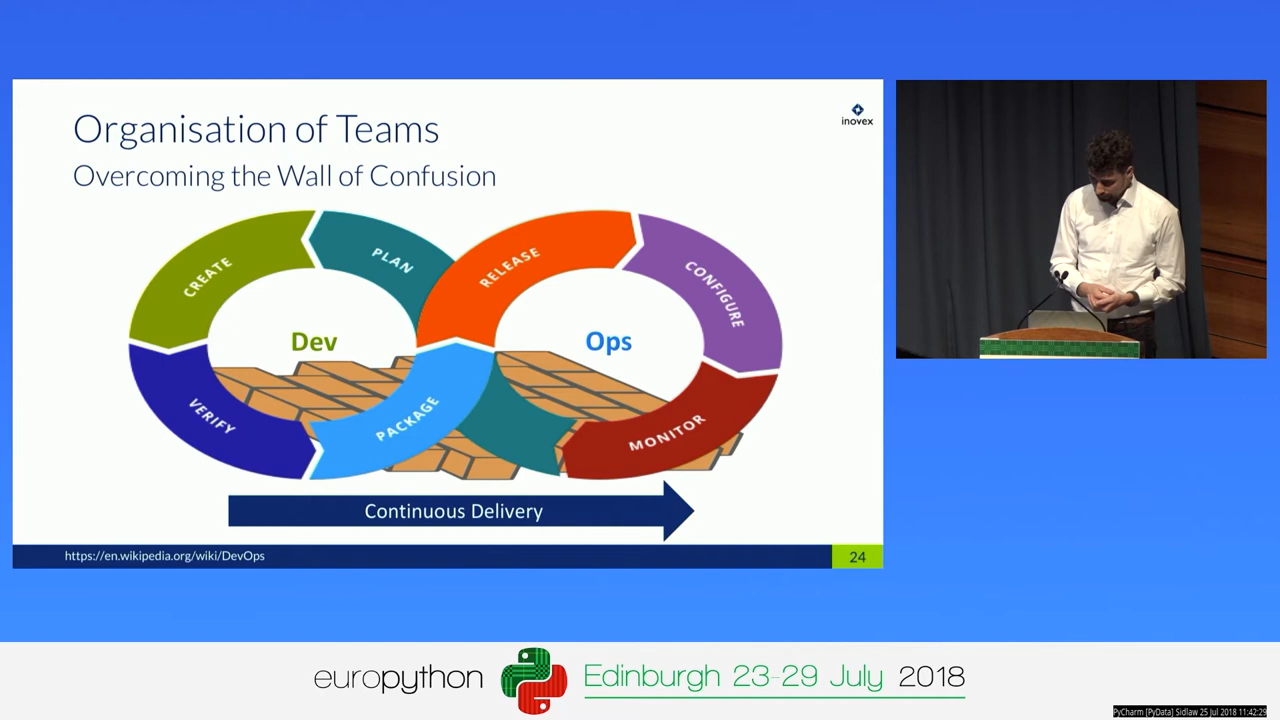 Organisation of Teams
Overcoming the Wall of Confusion
inovex
CREATE
PLAN
RELEASE
CONFIGURE
Dev
Ops
VERIFY
PACKAGE
MONITOR
Continuous Delivery
https://en.wikipedia.org/wiki/DevOps
24
europython
Edinburgh 23-29 July 2018
PyCharm [PyData] Sidlaw 25 Jul 2018 11:42:29